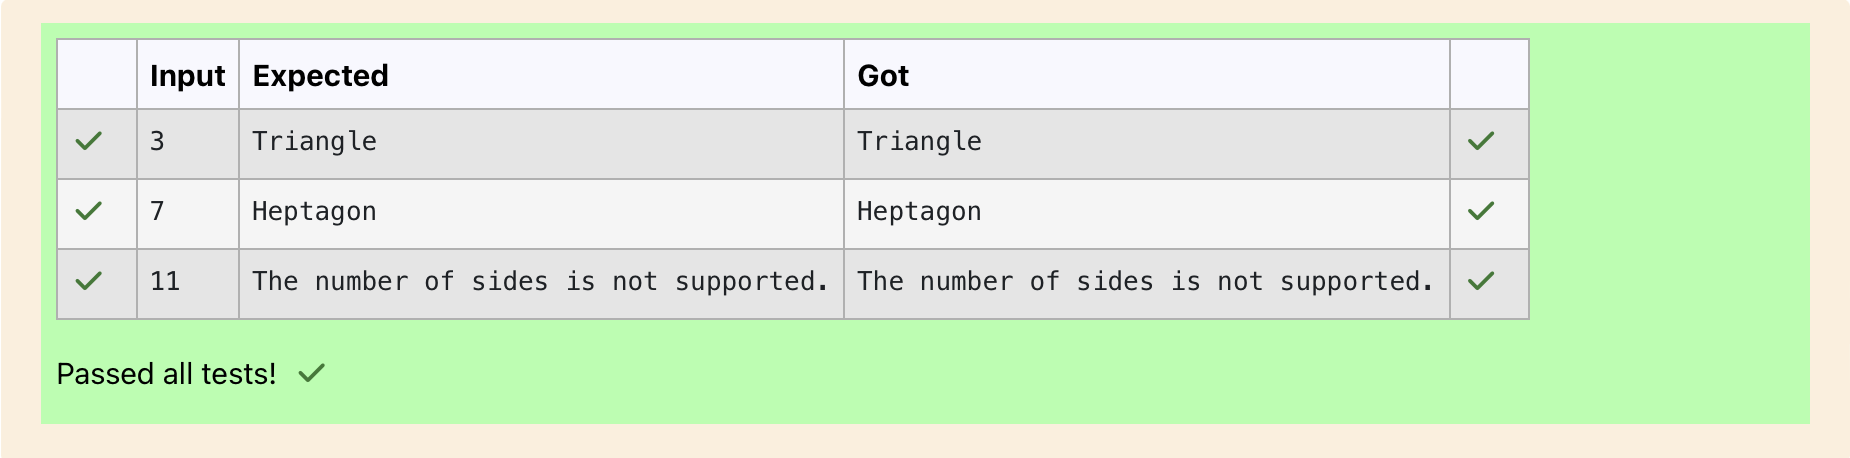 Input Expected Got
3 Triangle Triangle
7 Heptagon Heptagon
11 The number of sides is not supported. The number of sides is not supported.
Passed all tests!